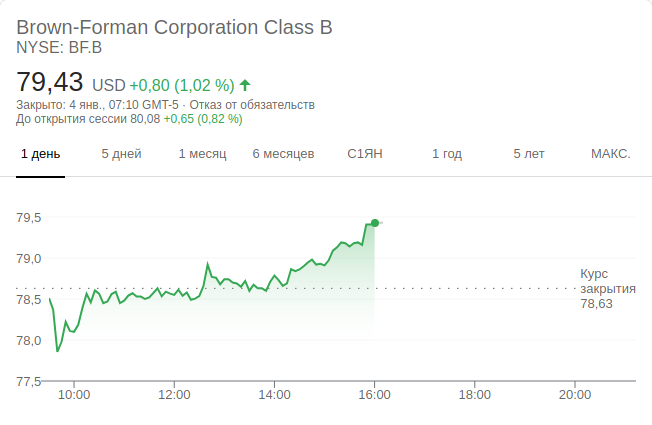 Brown-Forman Corporation Class B
NYSE: BF.B
79,43 USD +0,80 (1,02 %)
Закрыто: 4 янв., 07:10 GMT-5 · Отказ от обязательств
До открытия сессии 80,08 +0,65 (0,82 %)
1 день 5 дней 1 месяц 6 месяцев С1ЯН 1 год 5 лет МАКС.
79,5
79,0
78,5
78,0
77,5
Курс
закрытия
78,63
10:00 12:00 14:00 16:00 18:00 20:00